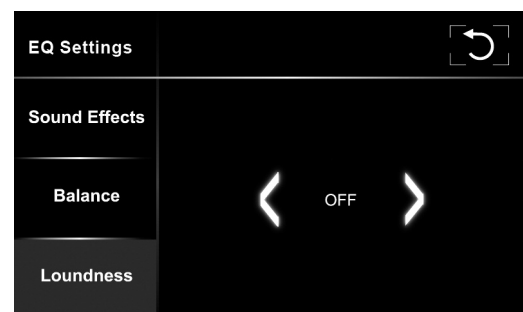 EQ Settings
Sound Effects
Balance
OFF
Loundness